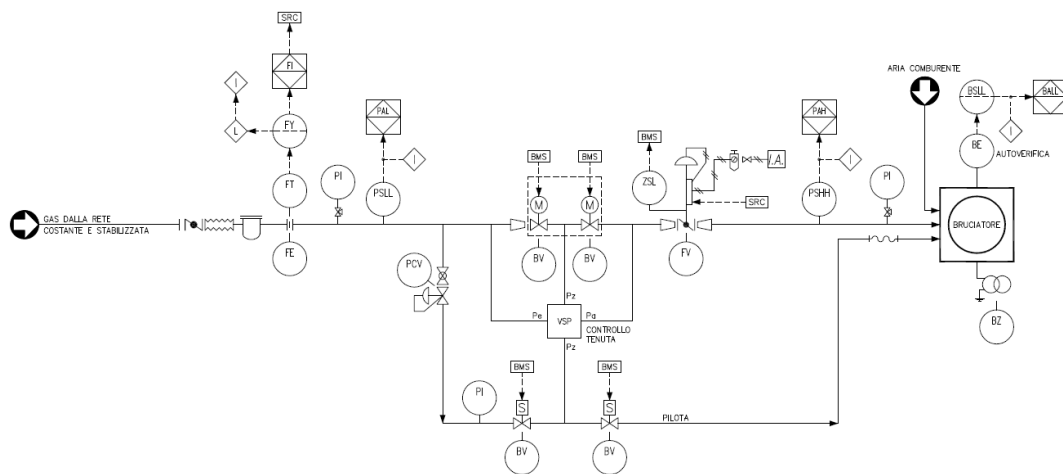 SRC
FI
I
L
FY
FT
FE
PI
PAL
I
PSLL
GAS DALLA RETE
COSTANTE E STABILIZZATA
BMS
BMS
M
M
BV
BV
BMS
ZSL
I.A.
SRC
FV
PAH
I
PSHH
PI
ARIA COMBURENTE
BSLL
BALL
I
BE
AUTOVERIFICA
BRUCIATORE
BZ
PCV
Pz
Pe
VSP
Pa
CONTROLLO
TENUTA
Pz
PI
BMS
S
BV
BMS
S
BV
PILOTA